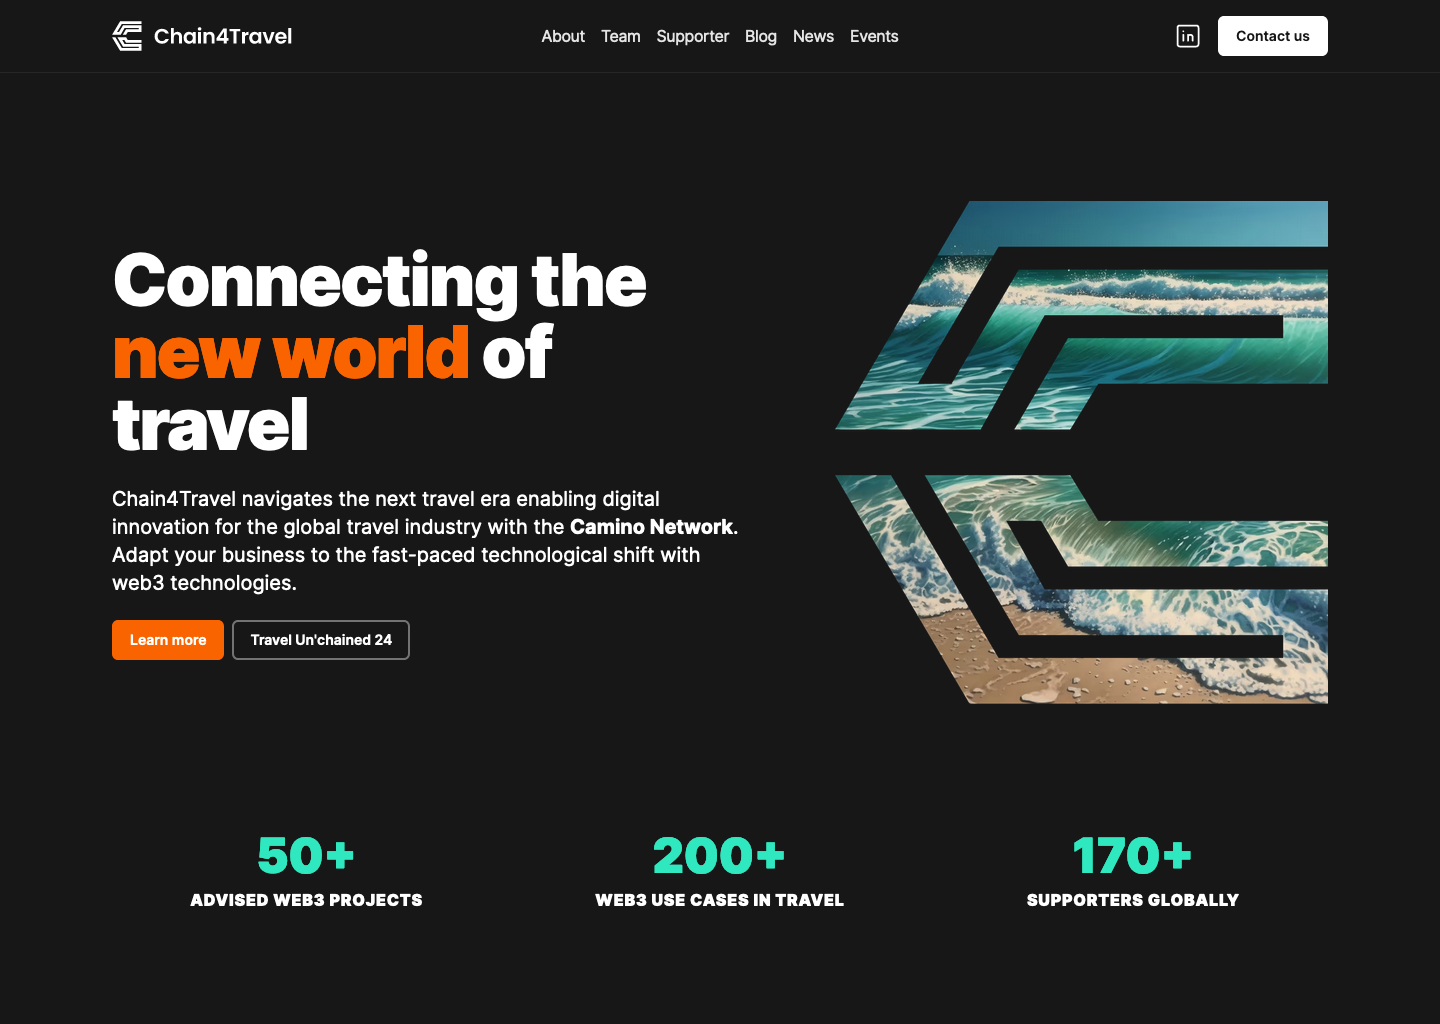 Chain4Travel
About Team Supporter Blog News Events
in
Contact us
Connecting the
new world of
travel
Chain4Travel navigates the next travel era enabling digital
innovation for the global travel industry with the Camino Network.
Adapt your business to the fast-paced technological shift with
web3 technologies.
Learn more
Travel Un'chained 24
50+
ADVISED WEB3 PROJECTS
200+
WEB3 USE CASES IN TRAVEL
170+
SUPPORTERS GLOBALLY